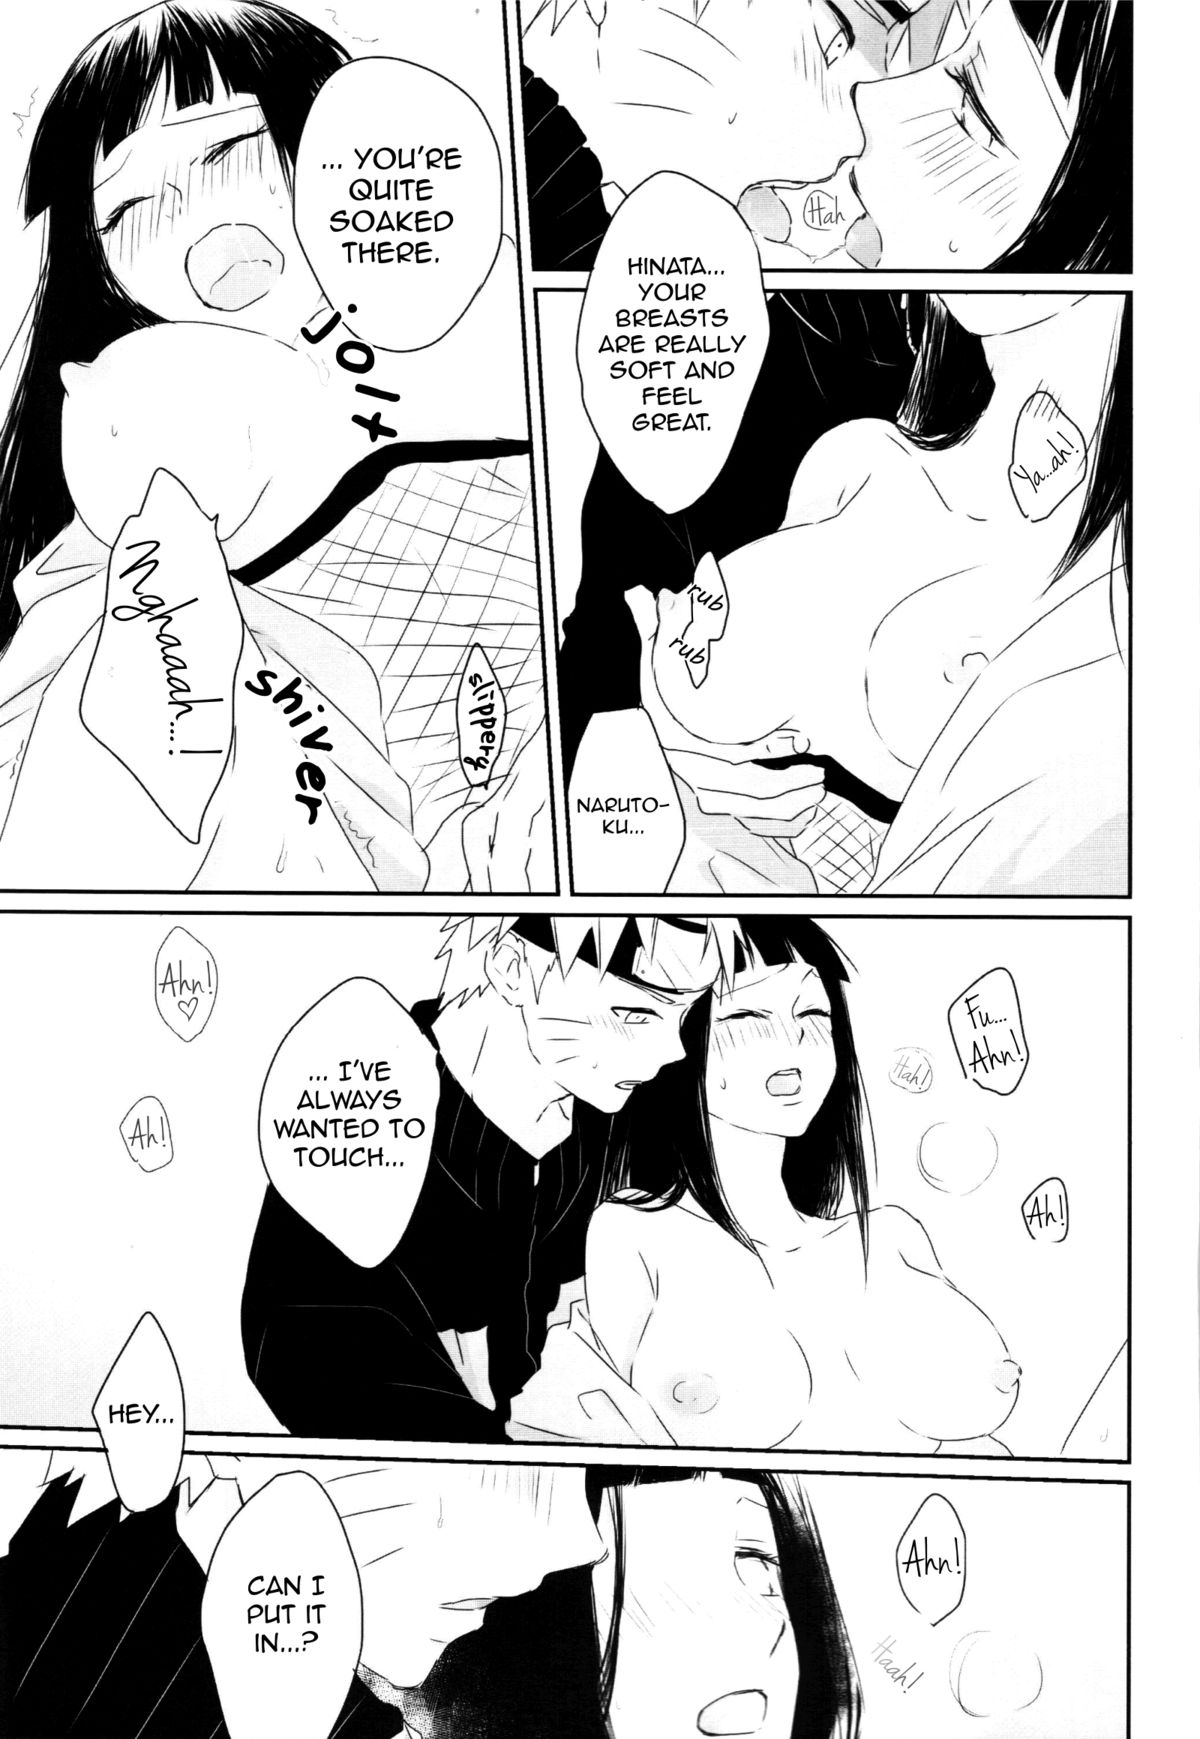 Hah
HINATA...
YOUR
BREASTS
ARE REALLY
SOFT AND
FEEL
GREAT.
Ya...ah!
rub
rub
NARUTO-
KU...
... YOU'RE
QUITE
SOAKED
THERE.
jolt
Nghaaah...!
shiver
slippery
Fu...
Ahn!
Hah!
Ah!
... I'VE
ALWAYS
WANTED TO
TOUCH...
Ahn!
♡
Ah!
HEY...
CAN I
PUT IT
IN...?
Ahn!
Haah!